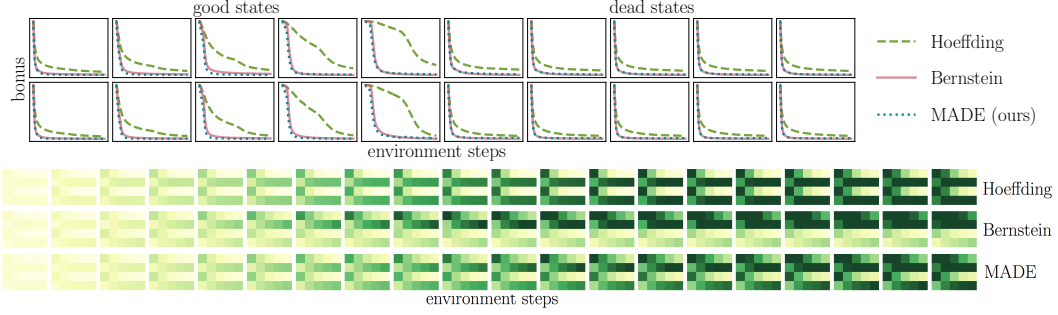 good states
dead states
bonus
environment steps
Hoeffding
Bernstein
MADE (ours)
Hoeffding
Bernstein
MADE
environment steps